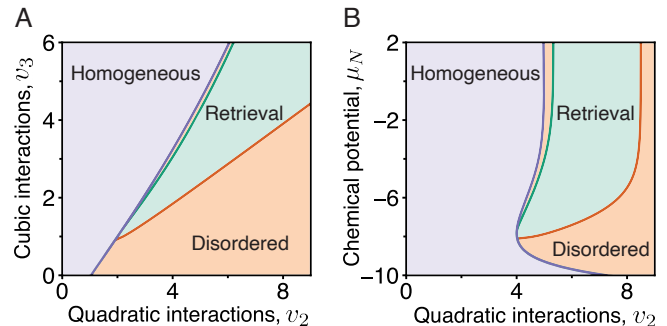 A
Cubic interactions, v₃
6
4
2
0
Homogeneous
Retrieval
Disordered
0
4
8
Quadratic interactions, v₂
B
Chemical potential, μ_N
2
−2
−6
−10
Homogeneous
Retrieval
Disordered
0
4
8
Quadratic interactions, v₂